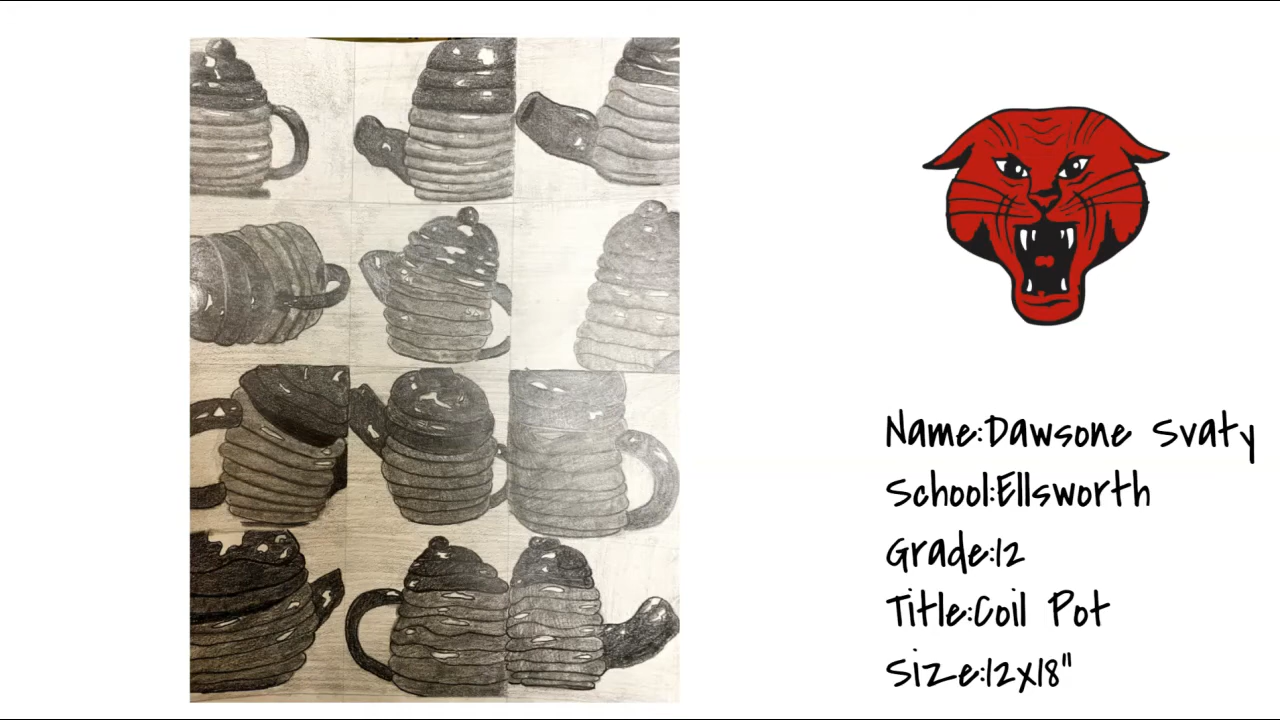 Name:Dawsone Svaty
School:Ellsworth
Grade:12
Title:Coil Pot
Size:12x18"